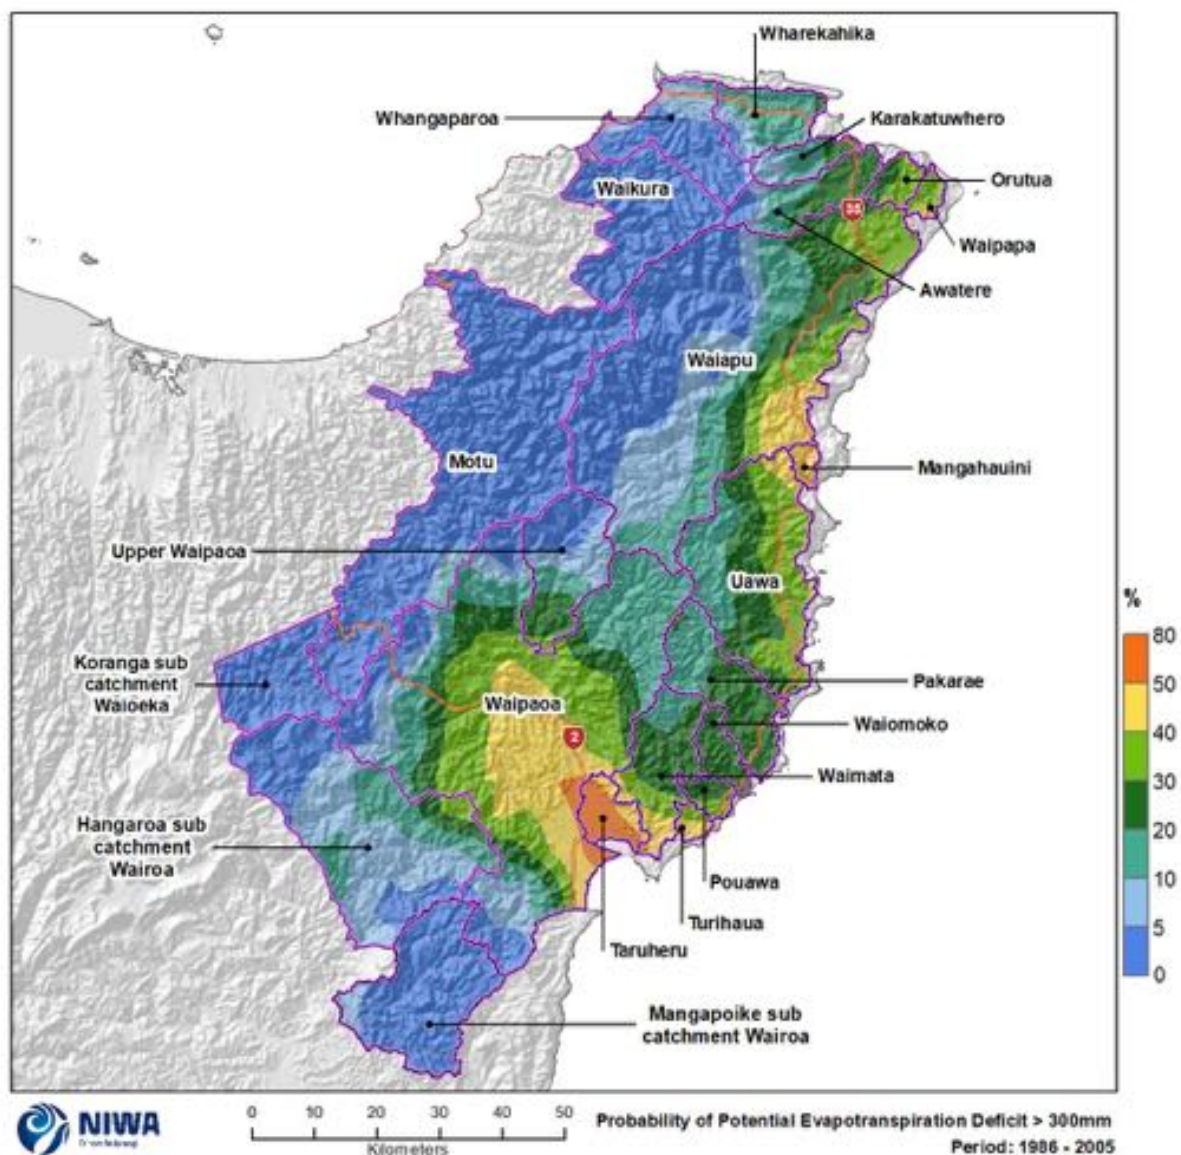 Wharekahika
Whangaparoa
Karakatuwhero
Waikura
Orutua
35
Waipapa
Awatere
Waiapu
Motu
Mangahauini
Upper Waipaoa
Uawa
%
80
Koranga sub
catchment
Waioeka
Pakarae
50
Waipaoa
Waiomoko
2
40
Waimata
30
Hangaroa sub
catchment
Wairoa
20
Pouawa
10
Turihaua
5
Taruheru
0
Mangapoike sub
catchment Wairoa
NIWA
0 10 20 30 40 50
Kilometers
Probability of Potential Evapotranspiration Deficit > 300mm
Period: 1986 - 2005